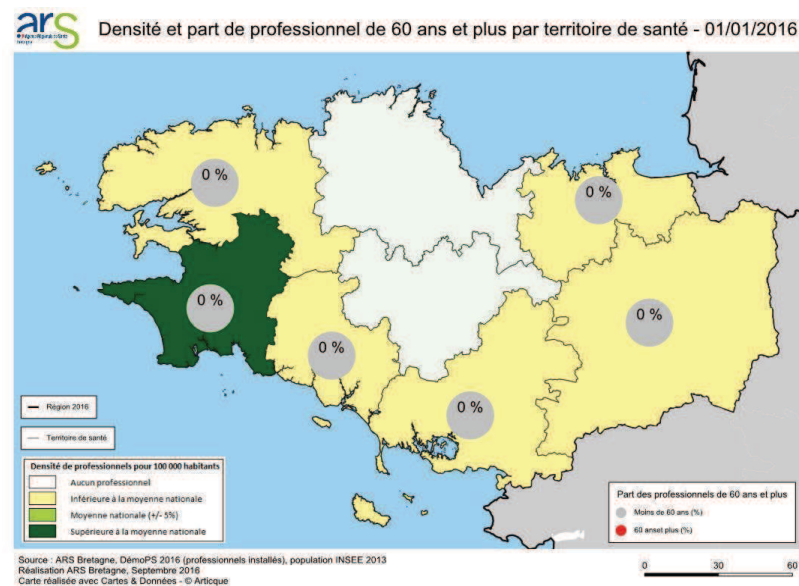 ars
Densité et part de professionnel de 60 ans et plus par territoire de santé - 01/01/2016
0 %
0 %
0 %
0 %
0 %
0 %
Région 2016
Territoire de santé
Densité de professionnels pour 100 000 habitants
Aucun professionnel
Inférieure à la moyenne nationale
Moyenne nationale (+/- 5%)
Supérieure à la moyenne nationale
Part des professionnels de 60 ans et plus
Moins de 60 ans (%)
60 anset plus (%)
Source : ARS Bretagne, DémoPS 2016 (professionnels installés), population INSEE 2013
Réalisation ARS Bretagne, Septembre 2016
Carte réalisée avec Cartes & Données - © Articque
0 30 60